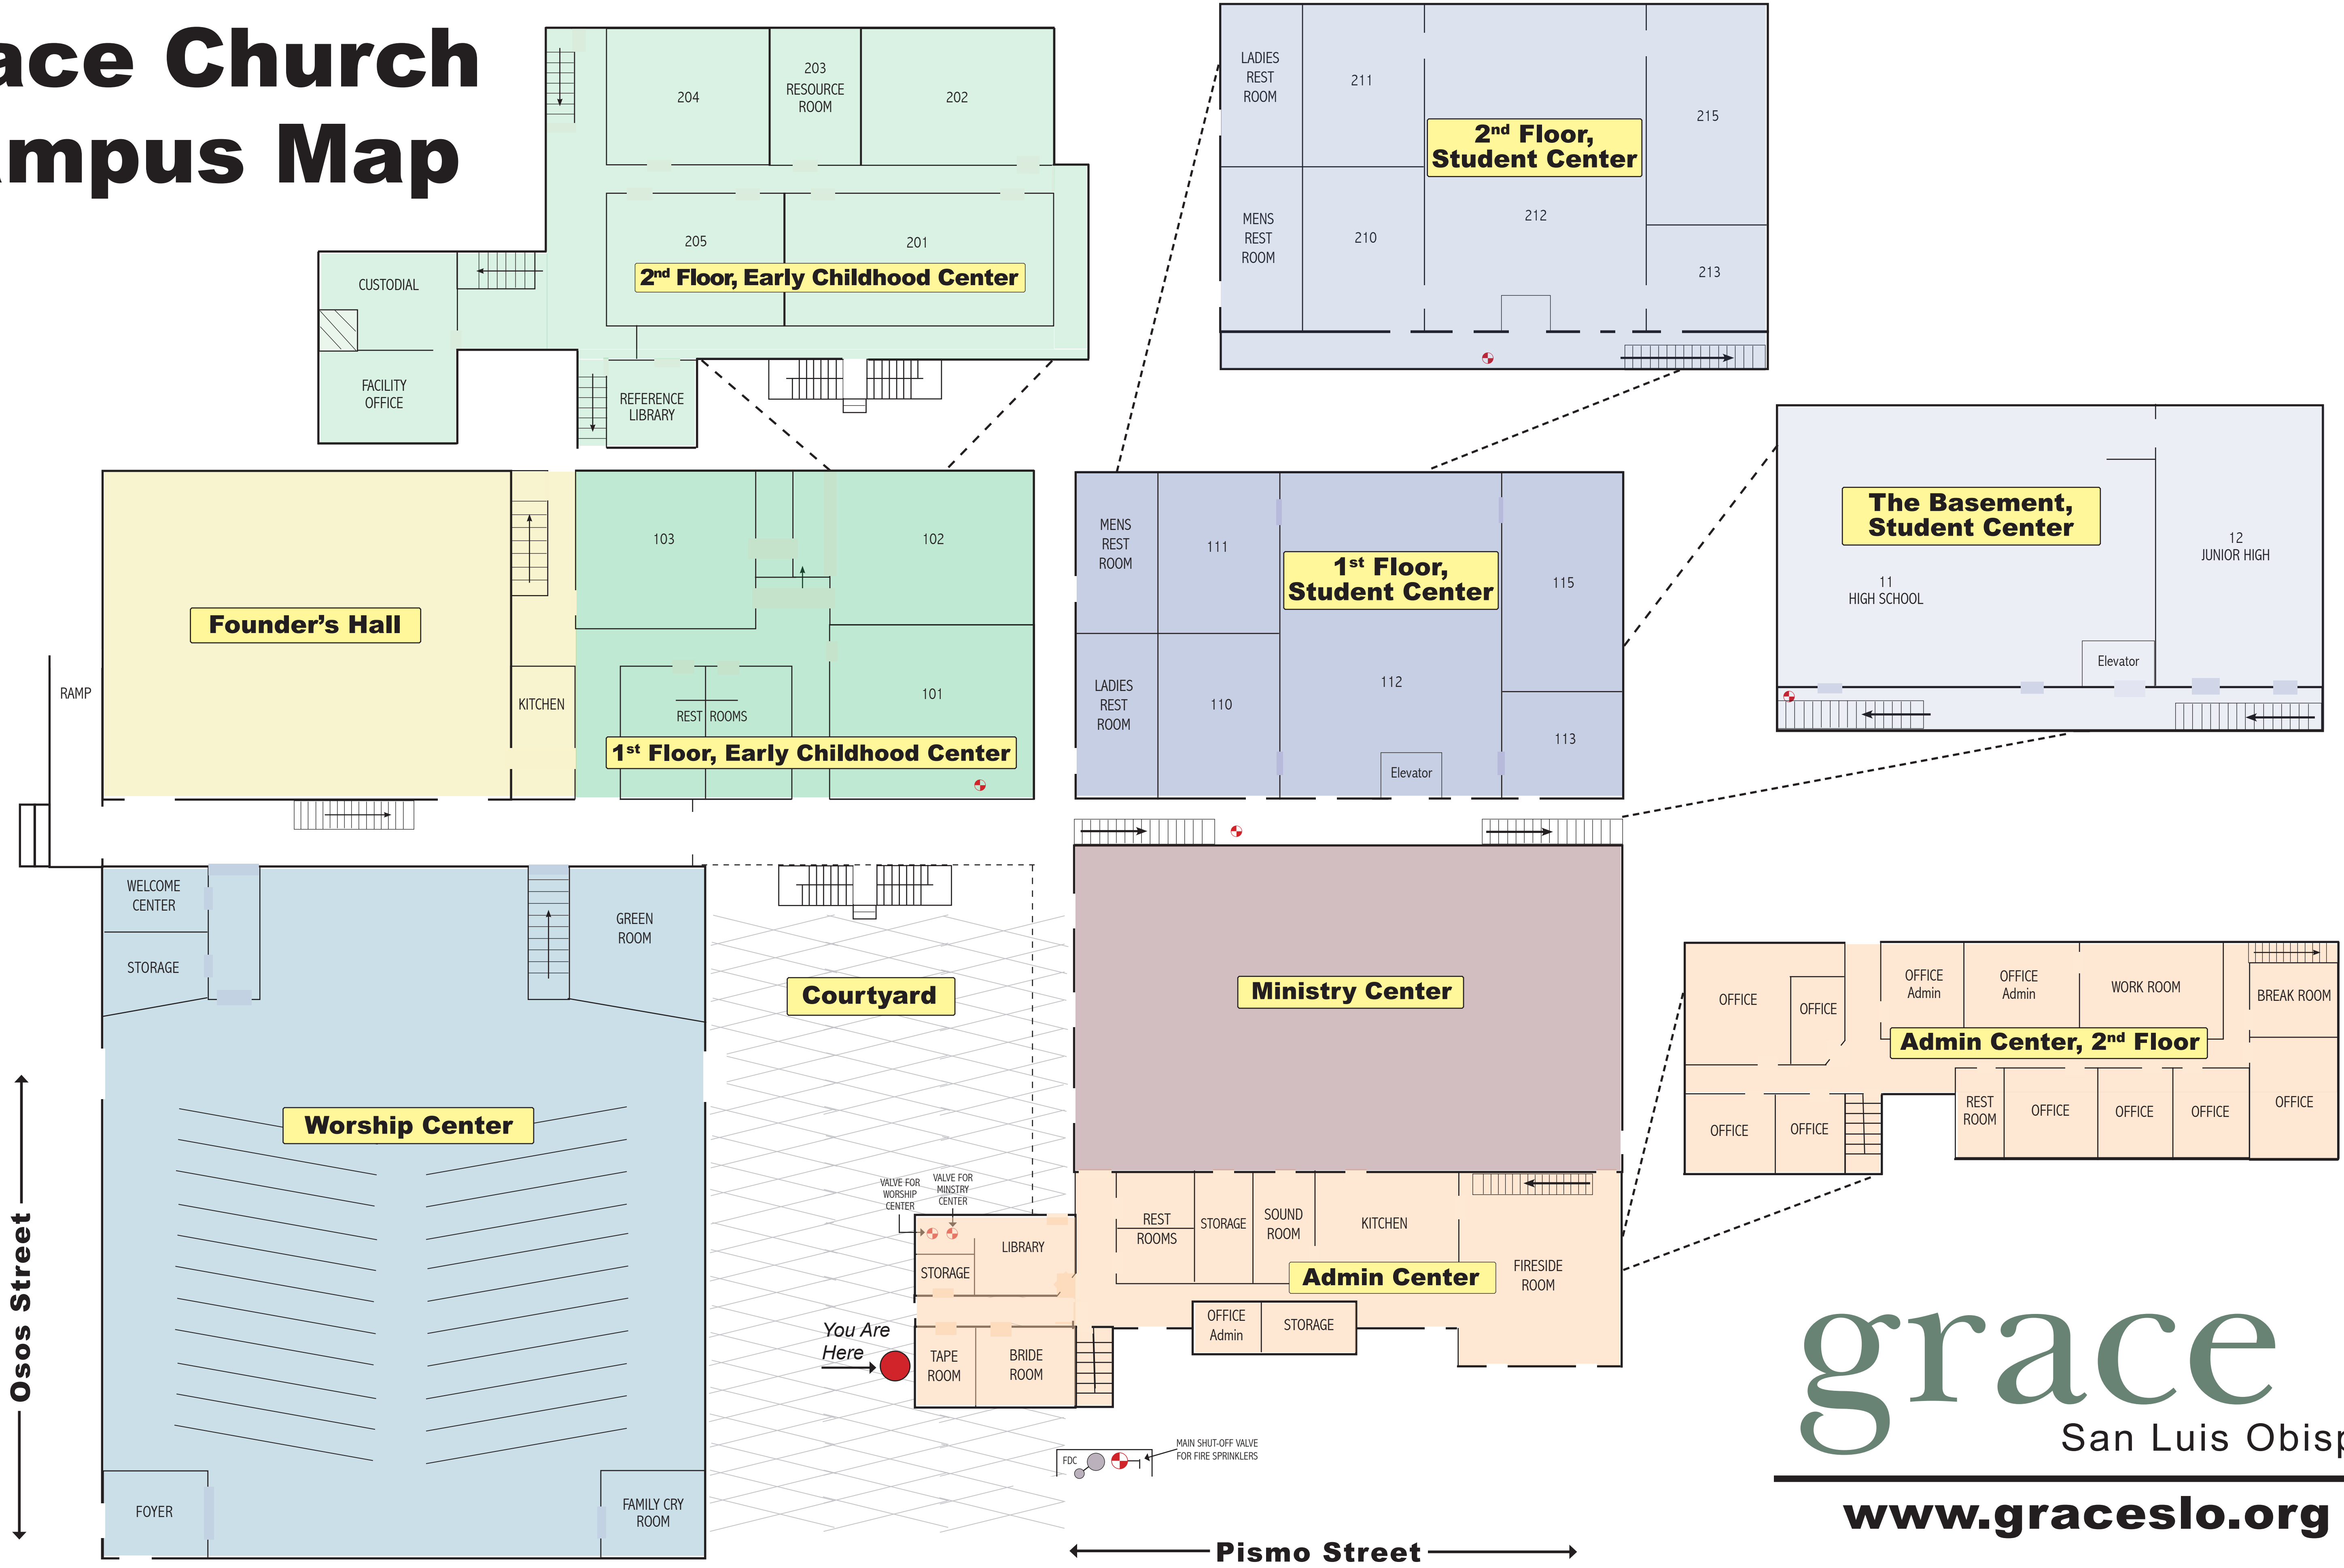 ace Church
mpus Map
204
203
RESOURCE
ROOM
202
205
201
2nd Floor, Early Childhood Center
CUSTODIAL
FACILITY
OFFICE
REFERENCE
LIBRARY
LADIES
REST
ROOM
211
215
2nd Floor,
Student Center
MENS
REST
ROOM
210
212
213
Founder's Hall
RAMP
KITCHEN
103
102
REST ROOMS
101
1st Floor, Early Childhood Center
MENS
REST
ROOM
111
1st Floor,
Student Center
115
LADIES
REST
ROOM
110
112
113
Elevator
The Basement,
Student Center
11
HIGH SCHOOL
12
JUNIOR HIGH
Elevator
WELCOME
CENTER
STORAGE
GREEN
ROOM
Worship Center
FOYER
FAMILY CRY
ROOM
Courtyard
Ministry Center
VALVE FOR
WORSHIP
CENTER
VALVE FOR
MINSTRY
CENTER
LIBRARY
STORAGE
You Are
Here
TAPE
ROOM
BRIDE
ROOM
REST
ROOMS
STORAGE
SOUND
ROOM
KITCHEN
Admin Center
FIRESIDE
ROOM
OFFICE
Admin
STORAGE
OFFICE
OFFICE
OFFICE
Admin
OFFICE
Admin
WORK ROOM
BREAK ROOM
Admin Center, 2nd Floor
OFFICE
OFFICE
REST
ROOM
OFFICE
OFFICE
OFFICE
OFFICE
FDC
MAIN SHUT-OFF VALVE
FOR FIRE SPRINKLERS
Osos Street
Pismo Street
grace
San Luis Obisp
www.graceslo.org